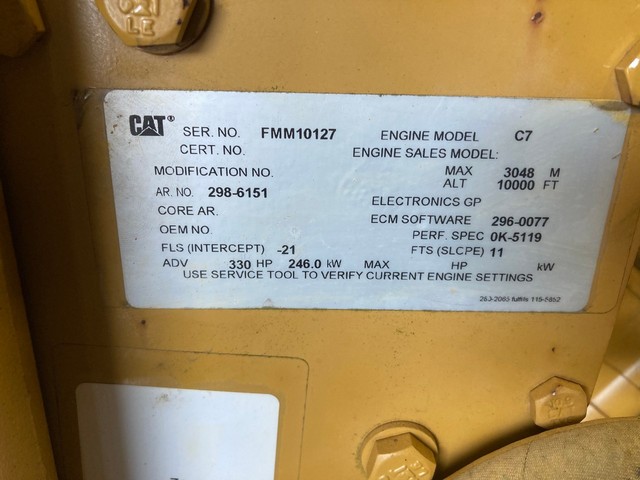 CAT® SER. NO. FMM10127 ENGINE MODEL C7
CERT. NO. ENGINE SALES MODEL:
MODIFICATION NO. MAX 3048 M
ALT 10000 FT
AR. NO. 298-6151 ELECTRONICS GP
CORE AR. ECM SOFTWARE 296-0077
OEM NO. PERF. SPEC 0K-5119
FLS (INTERCEPT) -21 FTS (SLCPE) 11
ADV 330 HP 246.0 kW MAX HP kW
USE SERVICE TOOL TO VERIFY CURRENT ENGINE SETTINGS
fulfills
LE